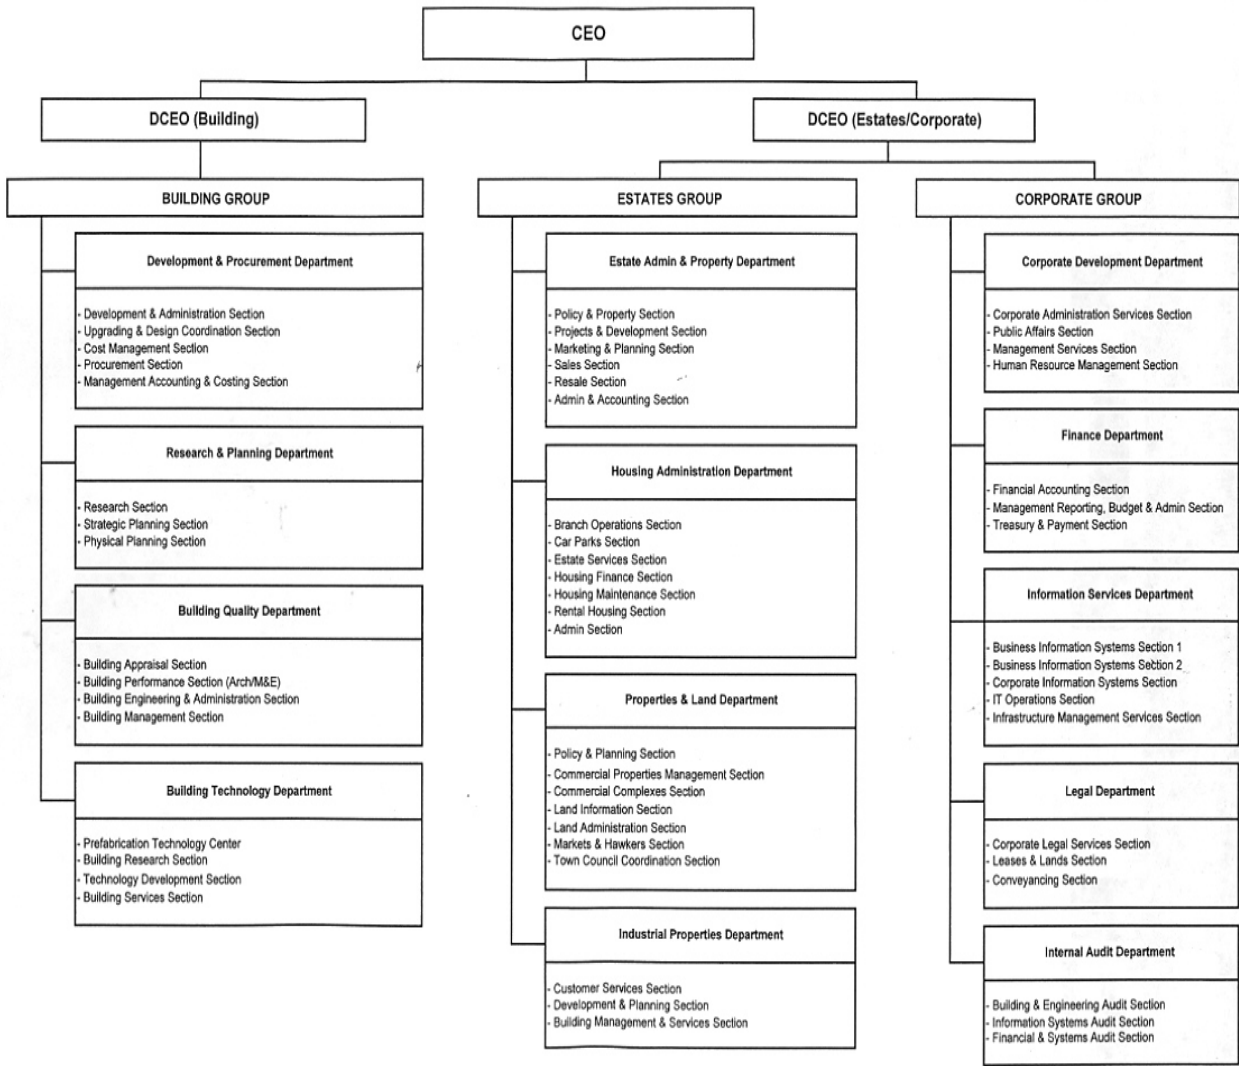 CEO
DCEO (Building)
DCEO (Estates/Corporate)
BUILDING GROUP
Development & Procurement Department
- Development & Administration Section
- Upgrading & Design Coordination Section
- Cost Management Section
- Procurement Section
- Management Accounting & Costing Section
Research & Planning Department
- Research Section
- Strategic Planning Section
- Physical Planning Section
Building Quality Department
- Building Appraisal Section
- Building Performance Section (Arch/M&E)
- Building Engineering & Administration Section
- Building Management Section
Building Technology Department
- Prefabrication Technology Center
- Building Research Section
- Technology Development Section
- Building Services Section
ESTATES GROUP
Estate Admin & Property Department
- Policy & Property Section
- Projects & Development Section
- Marketing & Planning Section
- Sales Section
- Resale Section
- Admin & Accounting Section
Housing Administration Department
- Branch Operations Section
- Car Parks Section
- Estate Services Section
- Housing Finance Section
- Housing Maintenance Section
- Rental Housing Section
- Admin Section
Properties & Land Department
- Policy & Planning Section
- Commercial Properties Management Section
- Commercial Complexes Section
- Land Information Section
- Land Administration Section
- Markets & Hawkers Section
- Town Council Coordination Section
Industrial Properties Department
- Customer Services Section
- Development & Planning Section
- Building Management & Services Section
CORPORATE GROUP
Corporate Development Department
- Corporate Administration Services Section
- Public Affairs Section
- Management Services Section
- Human Resource Management Section
Finance Department
- Financial Accounting Section
- Management Reporting, Budget & Admin Section
- Treasury & Payment Section
Information Services Department
- Business Information Systems Section 1
- Business Information Systems Section 2
- Corporate Information Systems Section
- IT Operations Section
- Infrastructure Management Services Section
Legal Department
- Corporate Legal Services Section
- Leases & Lands Section
- Conveyancing Section
Internal Audit Department
- Building & Engineering Audit Section
- Information Systems Audit Section
- Financial & Systems Audit Section